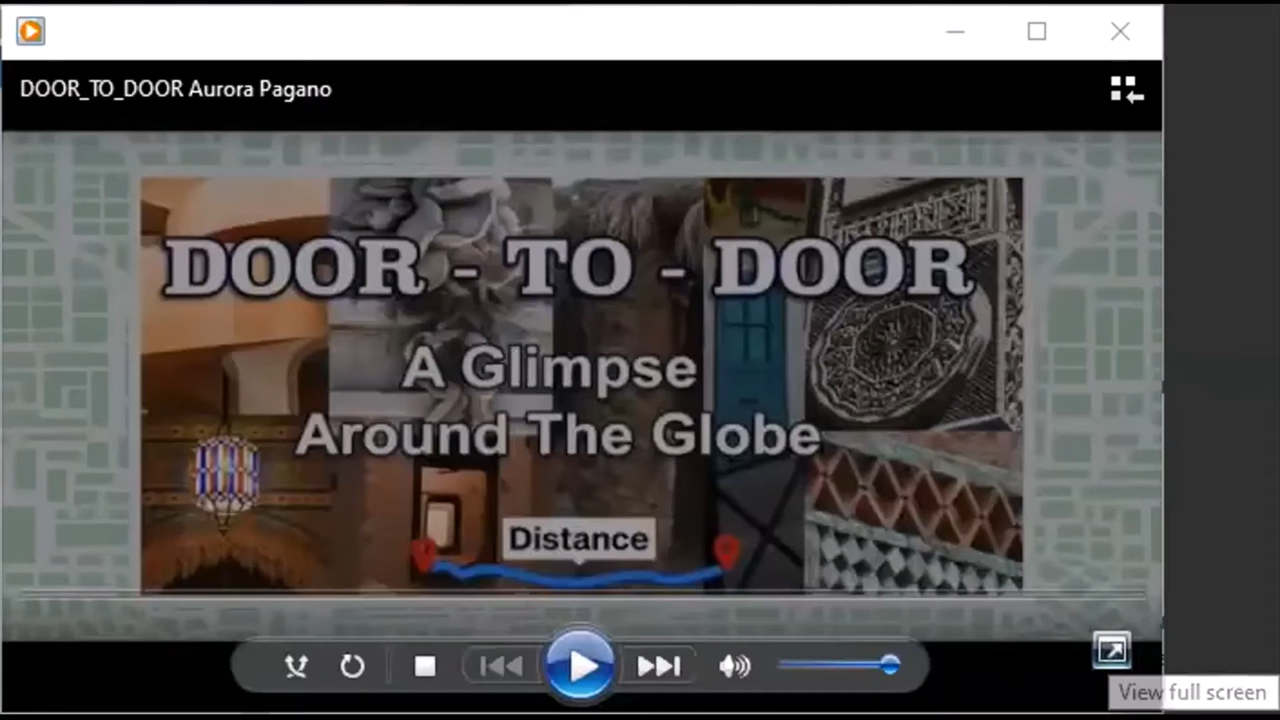 DOOR_TO_DOOR Aurora Pagano
DOOR - TO - DOOR
A Glimpse
Around The Globe
Distance
View full screen